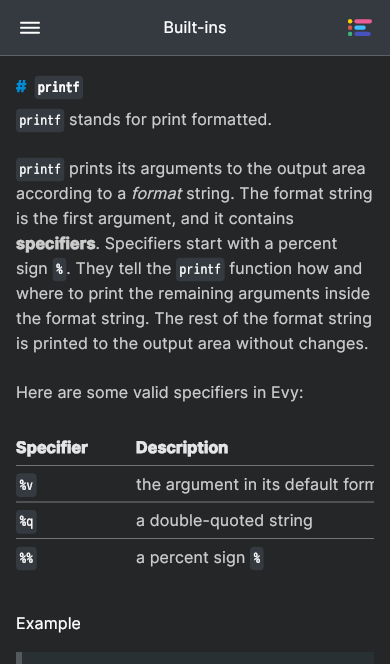 Built-ins
# printf
printf stands for print formatted.
printf prints its arguments to the output area
according to a format string. The format string
is the first argument, and it contains
specifiers. Specifiers start with a percent
sign %. They tell the printf function how and
where to print the remaining arguments inside
the format string. The rest of the format string
is printed to the output area without changes.
Here are some valid specifiers in Evy:
Specifier Description
%v the argument in its default form
%q a double-quoted string
%% a percent sign %
Example